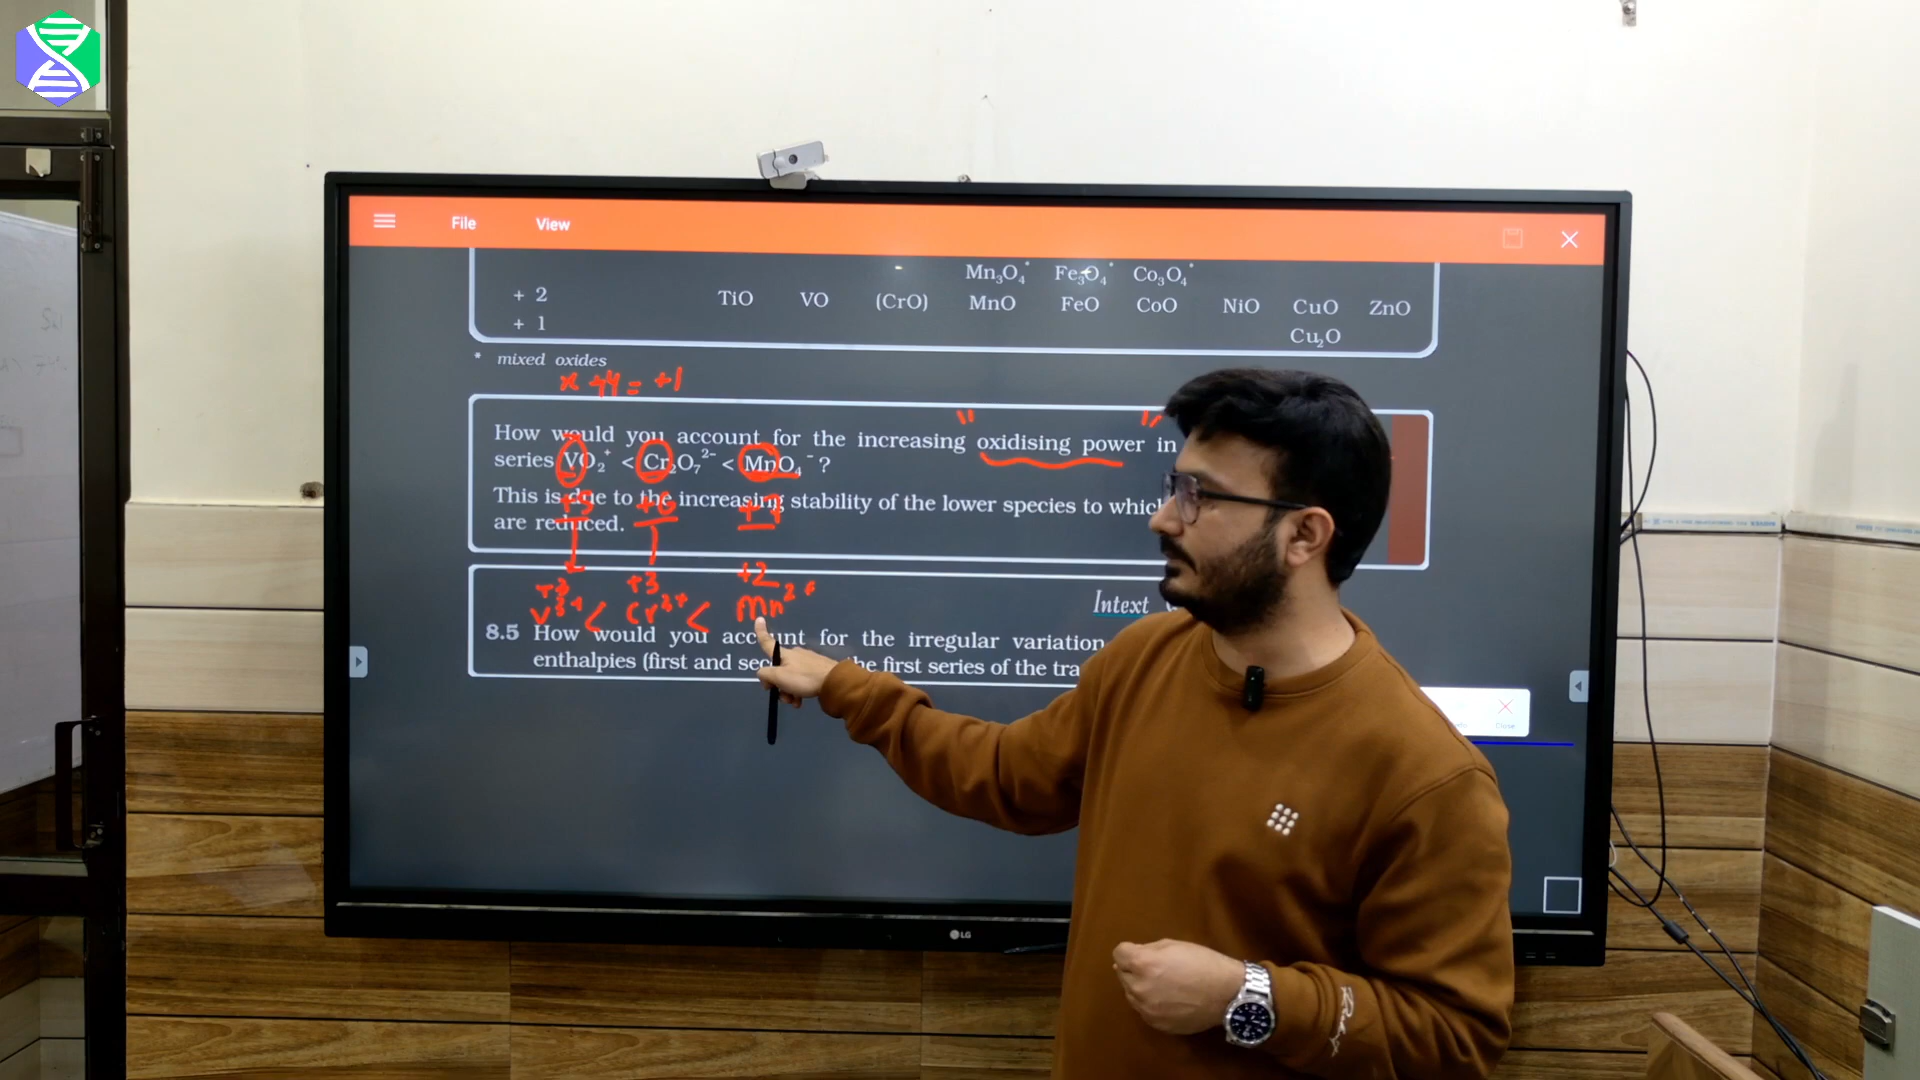 File View
Mn₃O₄* Fe₃O₄* Co₃O₄*
+ 2 TiO VO (CrO) MnO FeO CoO NiO CuO ZnO
+ 1 Cu₂O
* mixed oxides
x + 4 = +1
How would you account for the increasing oxidising power in
series VO₂⁺ < Cr₂O₇²⁻ < MnO₄⁻ ?
This is due to the increasing stability of the lower species to which
are reduced.
+5 +6 +7
+3 +3 +2
V³⁺ < Cr³⁺ < Mn²⁺
Intext
8.5 How would you account for the irregular variation
enthalpies (first and the first series of the
Close
LG